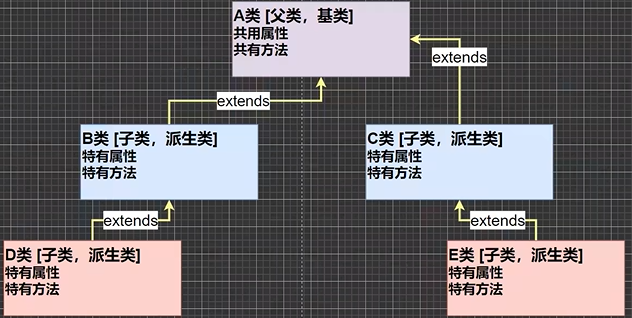 A类 [父类，基类]
共用属性
共有方法
extends
extends
B类 [子类，派生类]
特有属性
特有方法
C类 [子类，派生类]
特有属性
特有方法
extends
extends
D类 [子类，派生类]
特有属性
特有方法
E类 [子类，派生类]
特有属性
特有方法